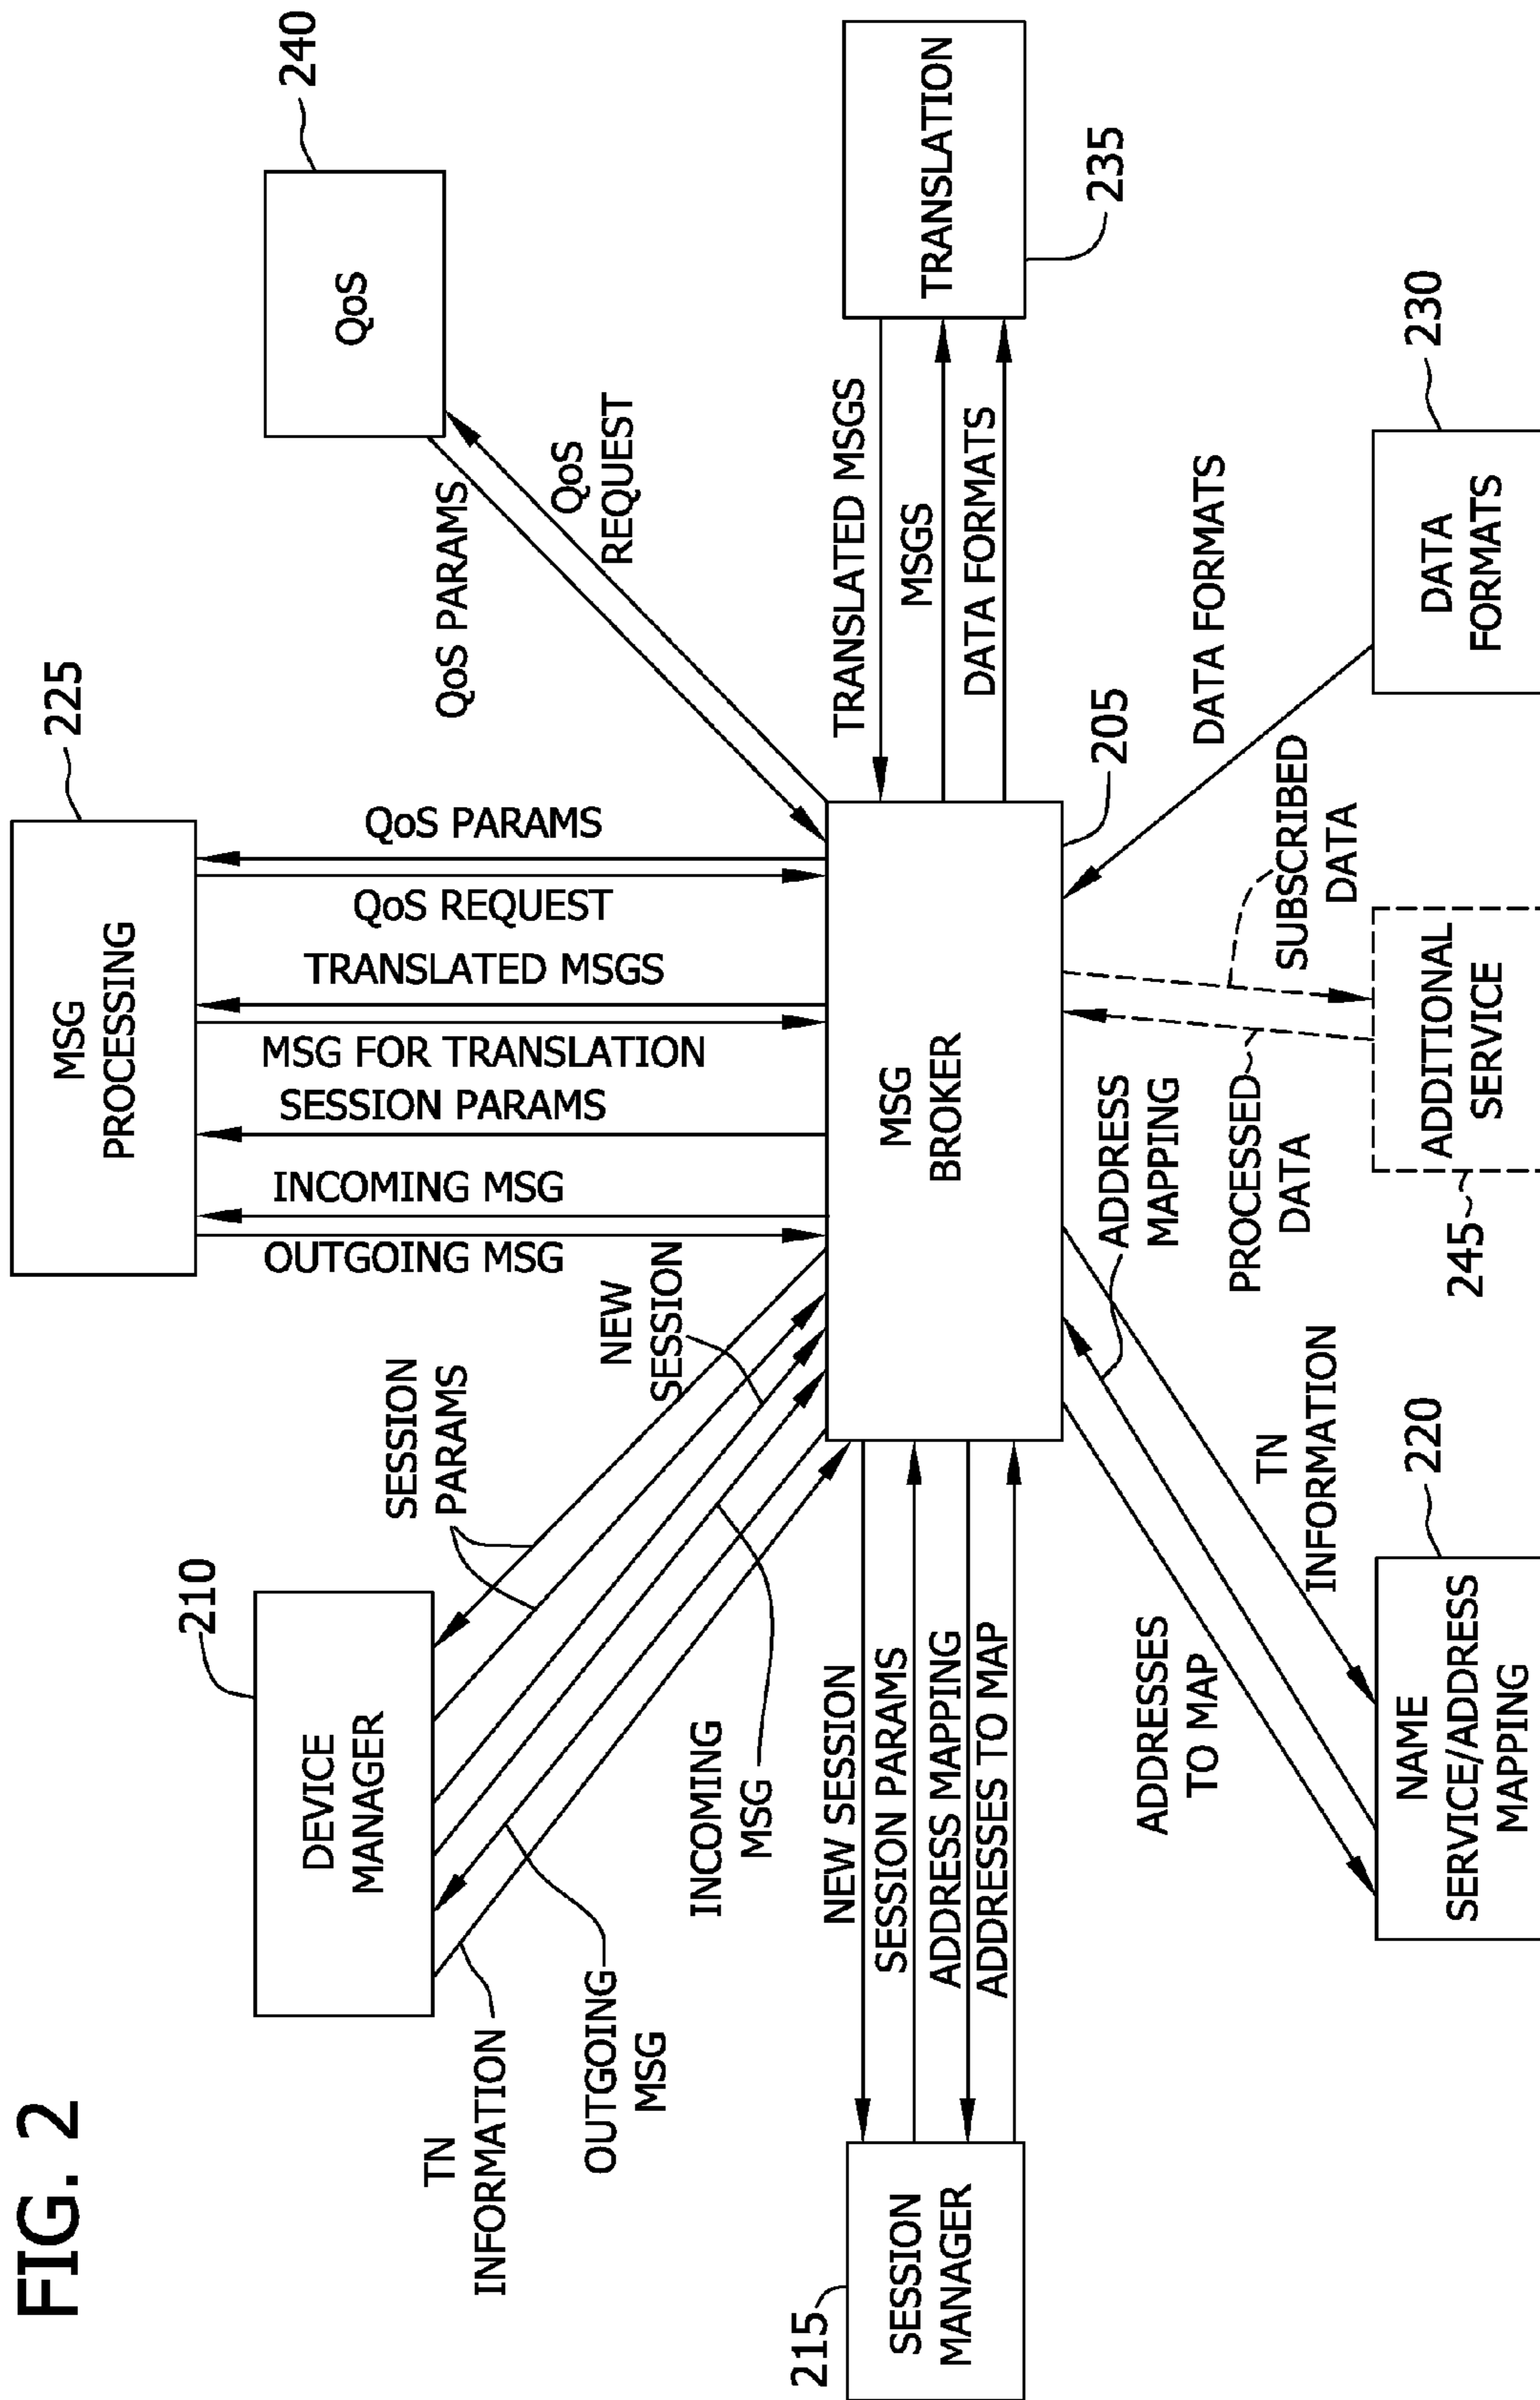 FIG. 2
210
DEVICE
MANAGER
225
MSG
PROCESSING
240
QoS
TN
INFORMATION
OUTGOING
MSG
INCOMING
MSG
SESSION
PARAMS
NEW
SESSION
OUTGOING MSG
INCOMING MSG
SESSION PARAMS
MSG FOR TRANSLATION
TRANSLATED MSGS
QoS REQUEST
QoS PARAMS
QoS PARAMS
QoS
REQUEST
215
SESSION
MANAGER
NEW SESSION
SESSION PARAMS
ADDRESS MAPPING
ADDRESSES TO MAP
MSG
BROKER
205
TRANSLATED MSGS
MSGS
DATA FORMATS
TRANSLATION
235
ADDRESSES
TO MAP
TN
INFORMATION
ADDRESS
MAPPING
PROCESSED
DATA
SUBSCRIBED
DATA
DATA FORMATS
220
NAME
SERVICE/ADDRESS
MAPPING
245
ADDITIONAL
SERVICE
230
DATA
FORMATS